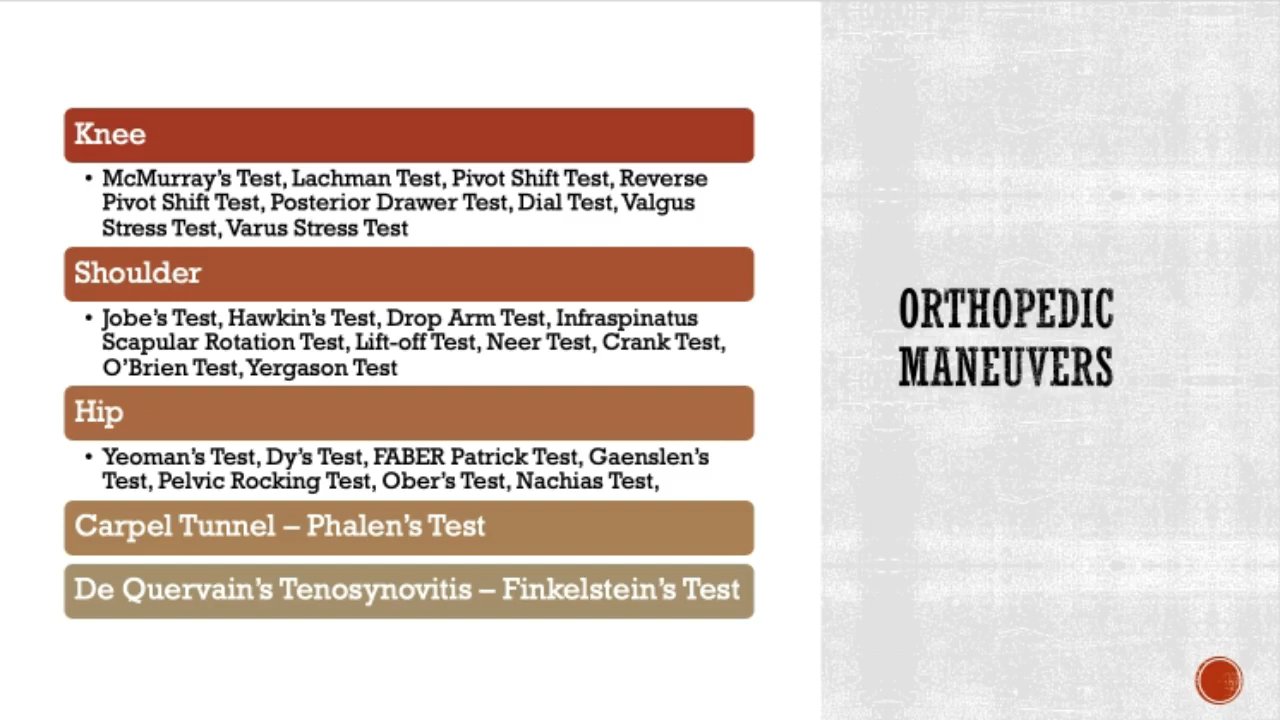 Knee
• McMurray's Test, Lachman Test, Pivot Shift Test, Reverse
Pivot Shift Test, Posterior Drawer Test, Dial Test, Valgus
Stress Test, Varus Stress Test
Shoulder
• Jobe's Test, Hawkin's Test, Drop Arm Test, Infraspinatus
Scapular Rotation Test, Lift-off Test, Neer Test, Crank Test,
O'Brien Test, Yergason Test
Hip
• Yeoman's Test, Dy's Test, FABER Patrick Test, Gaenslen's
Test, Pelvic Rocking Test, Ober's Test, Nachias Test,
Carpel Tunnel – Phalen's Test
De Quervain's Tenosynovitis – Finkelstein's Test
ORTHOPEDIC
MANEUVERS